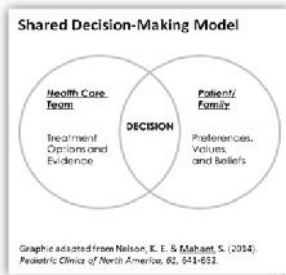 Shared Decision-Making Model
Health Care
Team
Treatment
Options and
Evidence
DECISION
Patient/
Family
Preferences,
Values,
and Beliefs
Graphic adapted from Nelson, K. E. & Mahant, S. (2014).
Pediatric Clinics of North America, 61, 641-652.